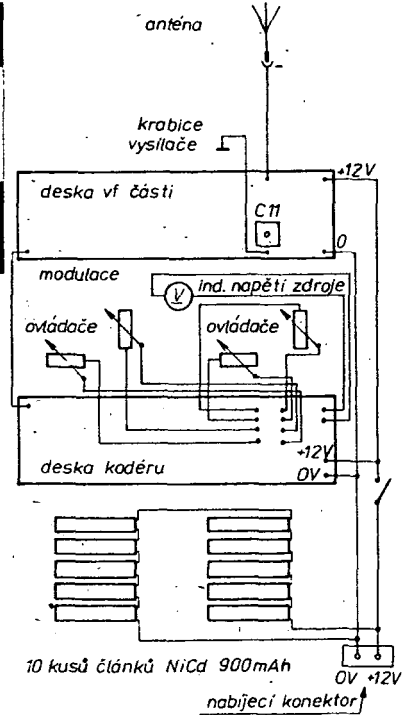 anténa
krabice
vysílače
+12V
deska vf části
C11
0
modulace
V
ind. napětí zdroje
ovládače
ovládače
+12V
deska kodéru
0V
10 kusů článků NiCd 900mAh
0V +12V
nabíjecí konektor